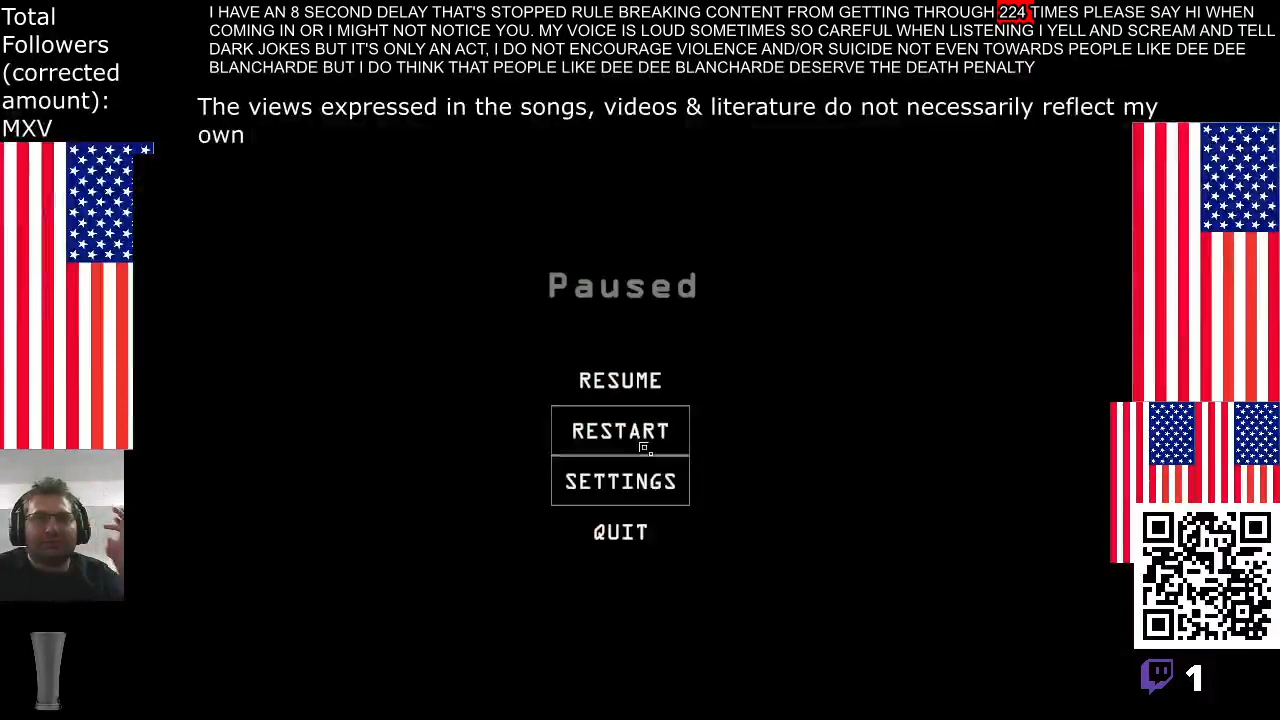 Total
Followers
(corrected
amount):
MXV
I HAVE AN 8 SECOND DELAY THAT'S STOPPED RULE BREAKING CONTENT FROM GETTING THROUGH 224 TIMES PLEASE SAY HI WHEN
COMING IN OR I MIGHT NOT NOTICE YOU. MY VOICE IS LOUD SOMETIMES SO CAREFUL WHEN LISTENING I YELL AND SCREAM AND TELL
DARK JOKES BUT IT'S ONLY AN ACT, I DO NOT ENCOURAGE VIOLENCE AND/OR SUICIDE NOT EVEN TOWARDS PEOPLE LIKE DEE DEE
BLANCHARDE BUT I DO THINK THAT PEOPLE LIKE DEE DEE BLANCHARDE DESERVE THE DEATH PENALTY
The views expressed in the songs, videos & literature do not necessarily reflect my
own
Paused
RESUME
RESTART
SETTINGS
QUIT
1